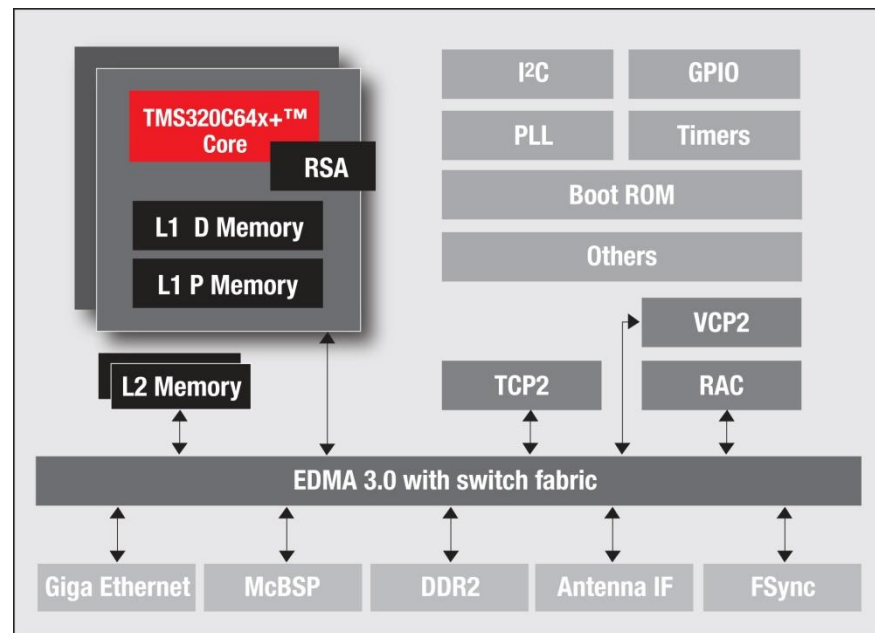 TMS320C64x+™
Core
RSA
L1 D Memory
L1 P Memory
L2 Memory
I²C
GPIO
PLL
Timers
Boot ROM
Others
VCP2
TCP2
RAC
EDMA 3.0 with switch fabric
Giga Ethernet
McBSP
DDR2
Antenna IF
FSync